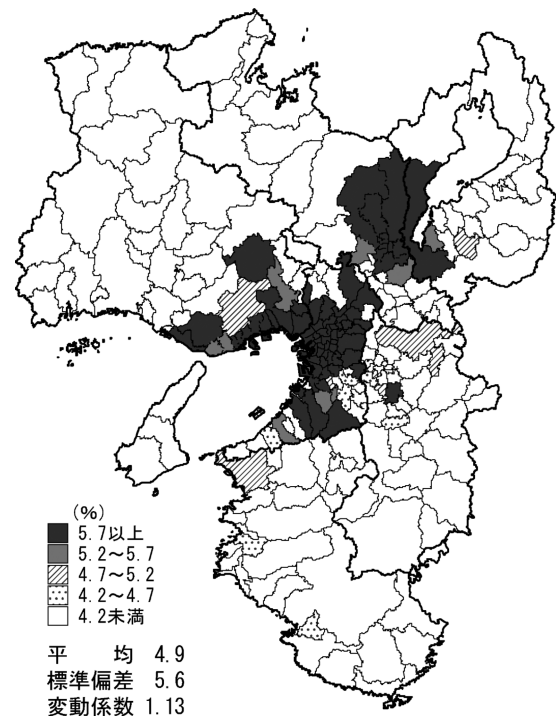 (%)
5.7以上
5.2～5.7
4.7～5.2
4.2～4.7
4.2未満
平　　均 4.9
標準偏差 5.6
変動係数 1.13